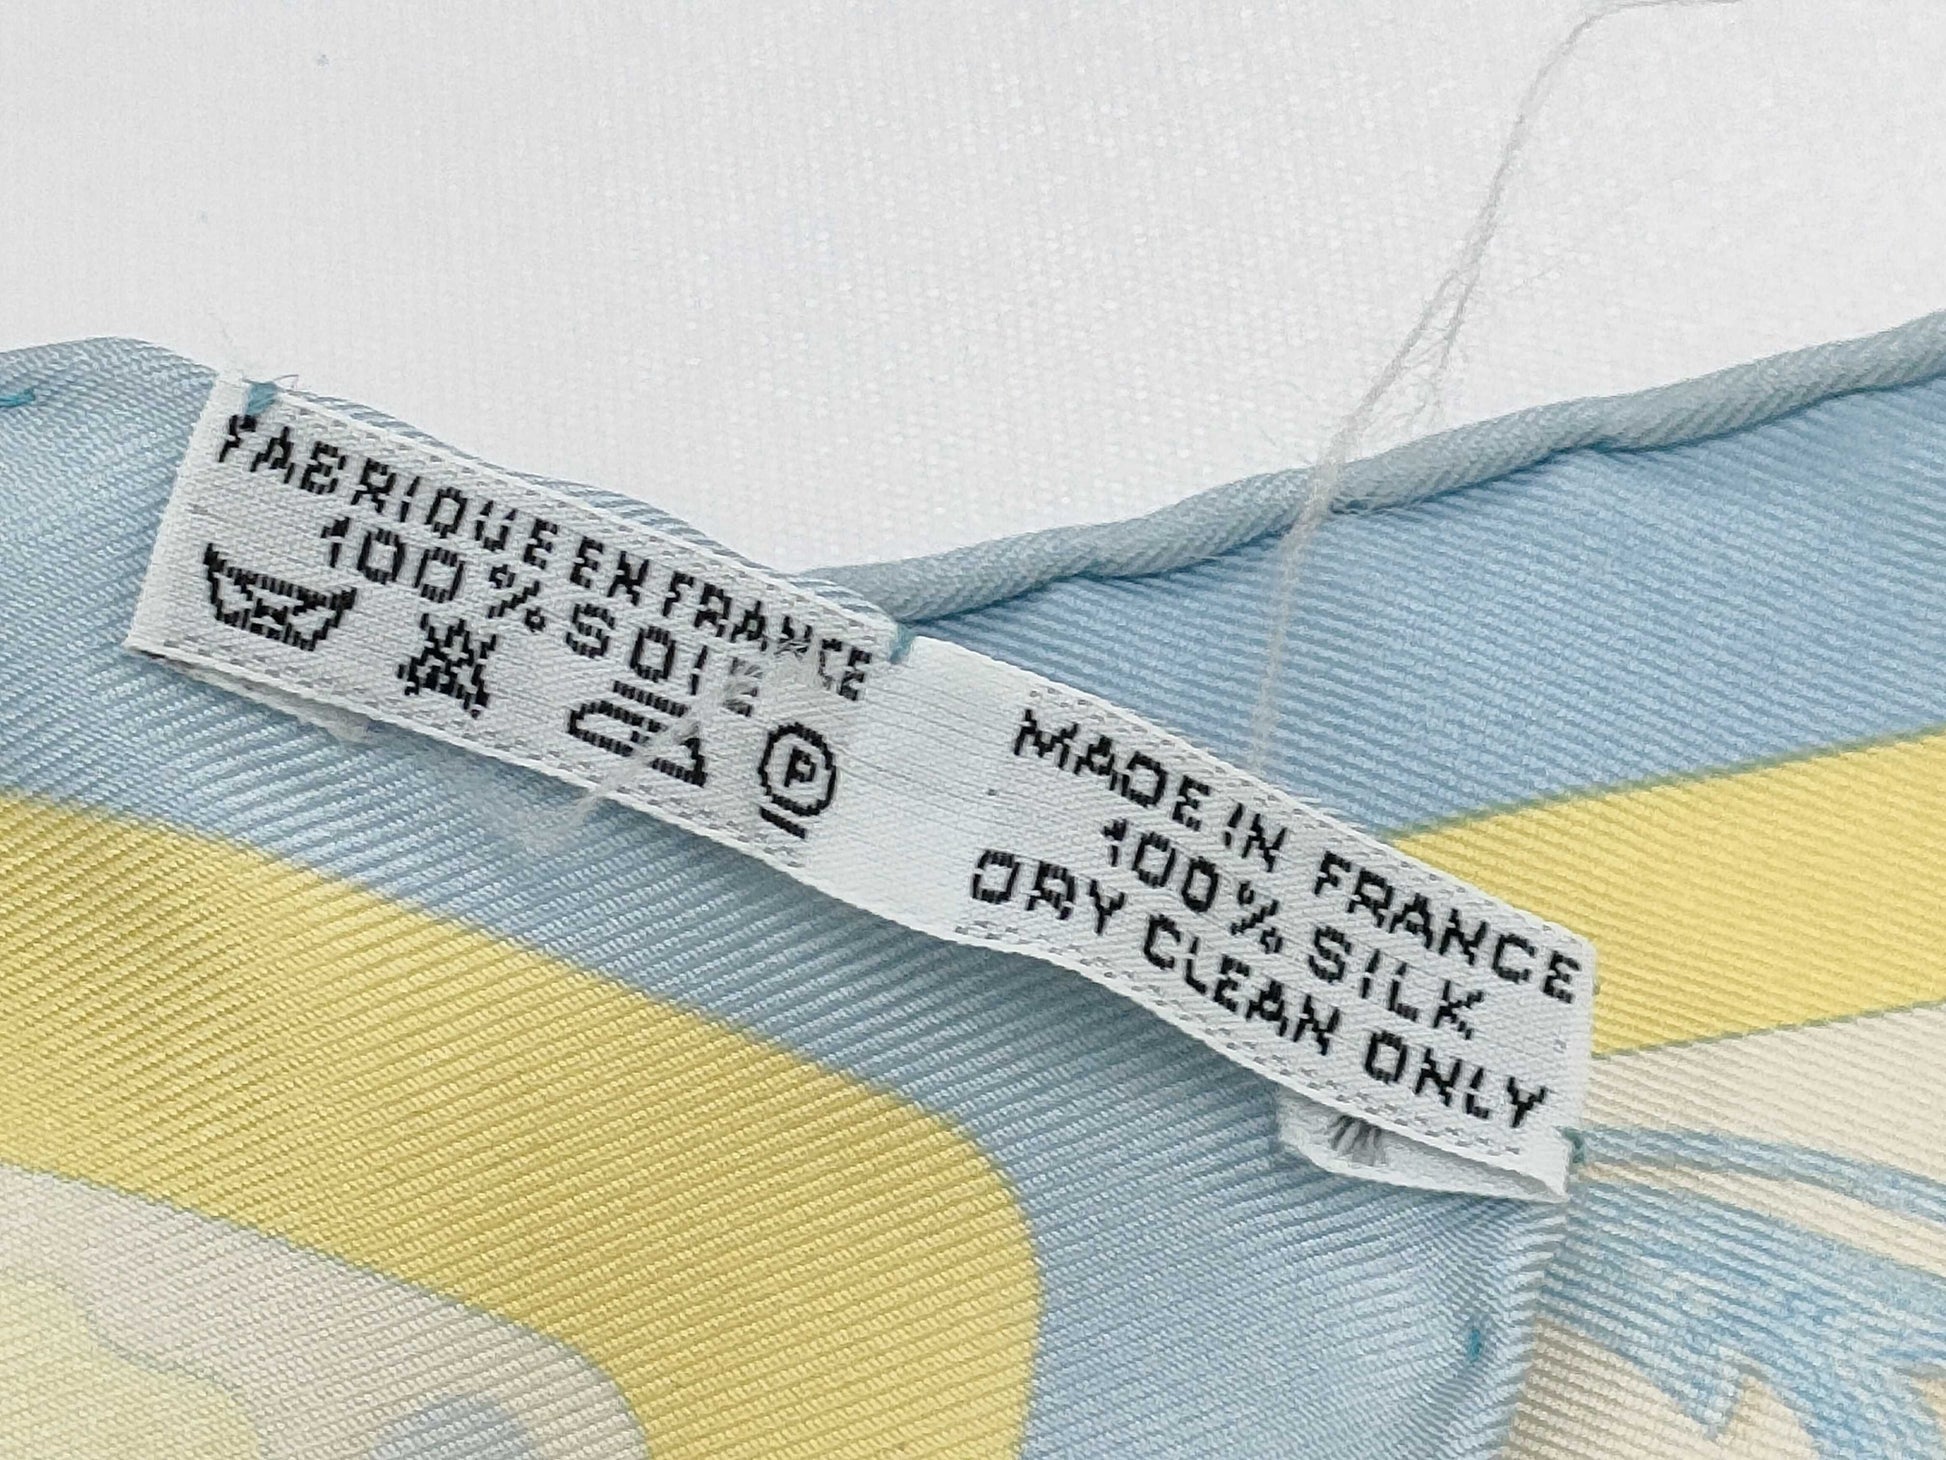 FABRIQUE EN FRANCE
100% SOIE
P
MADE IN FRANCE
100% SILK
DRY CLEAN ONLY